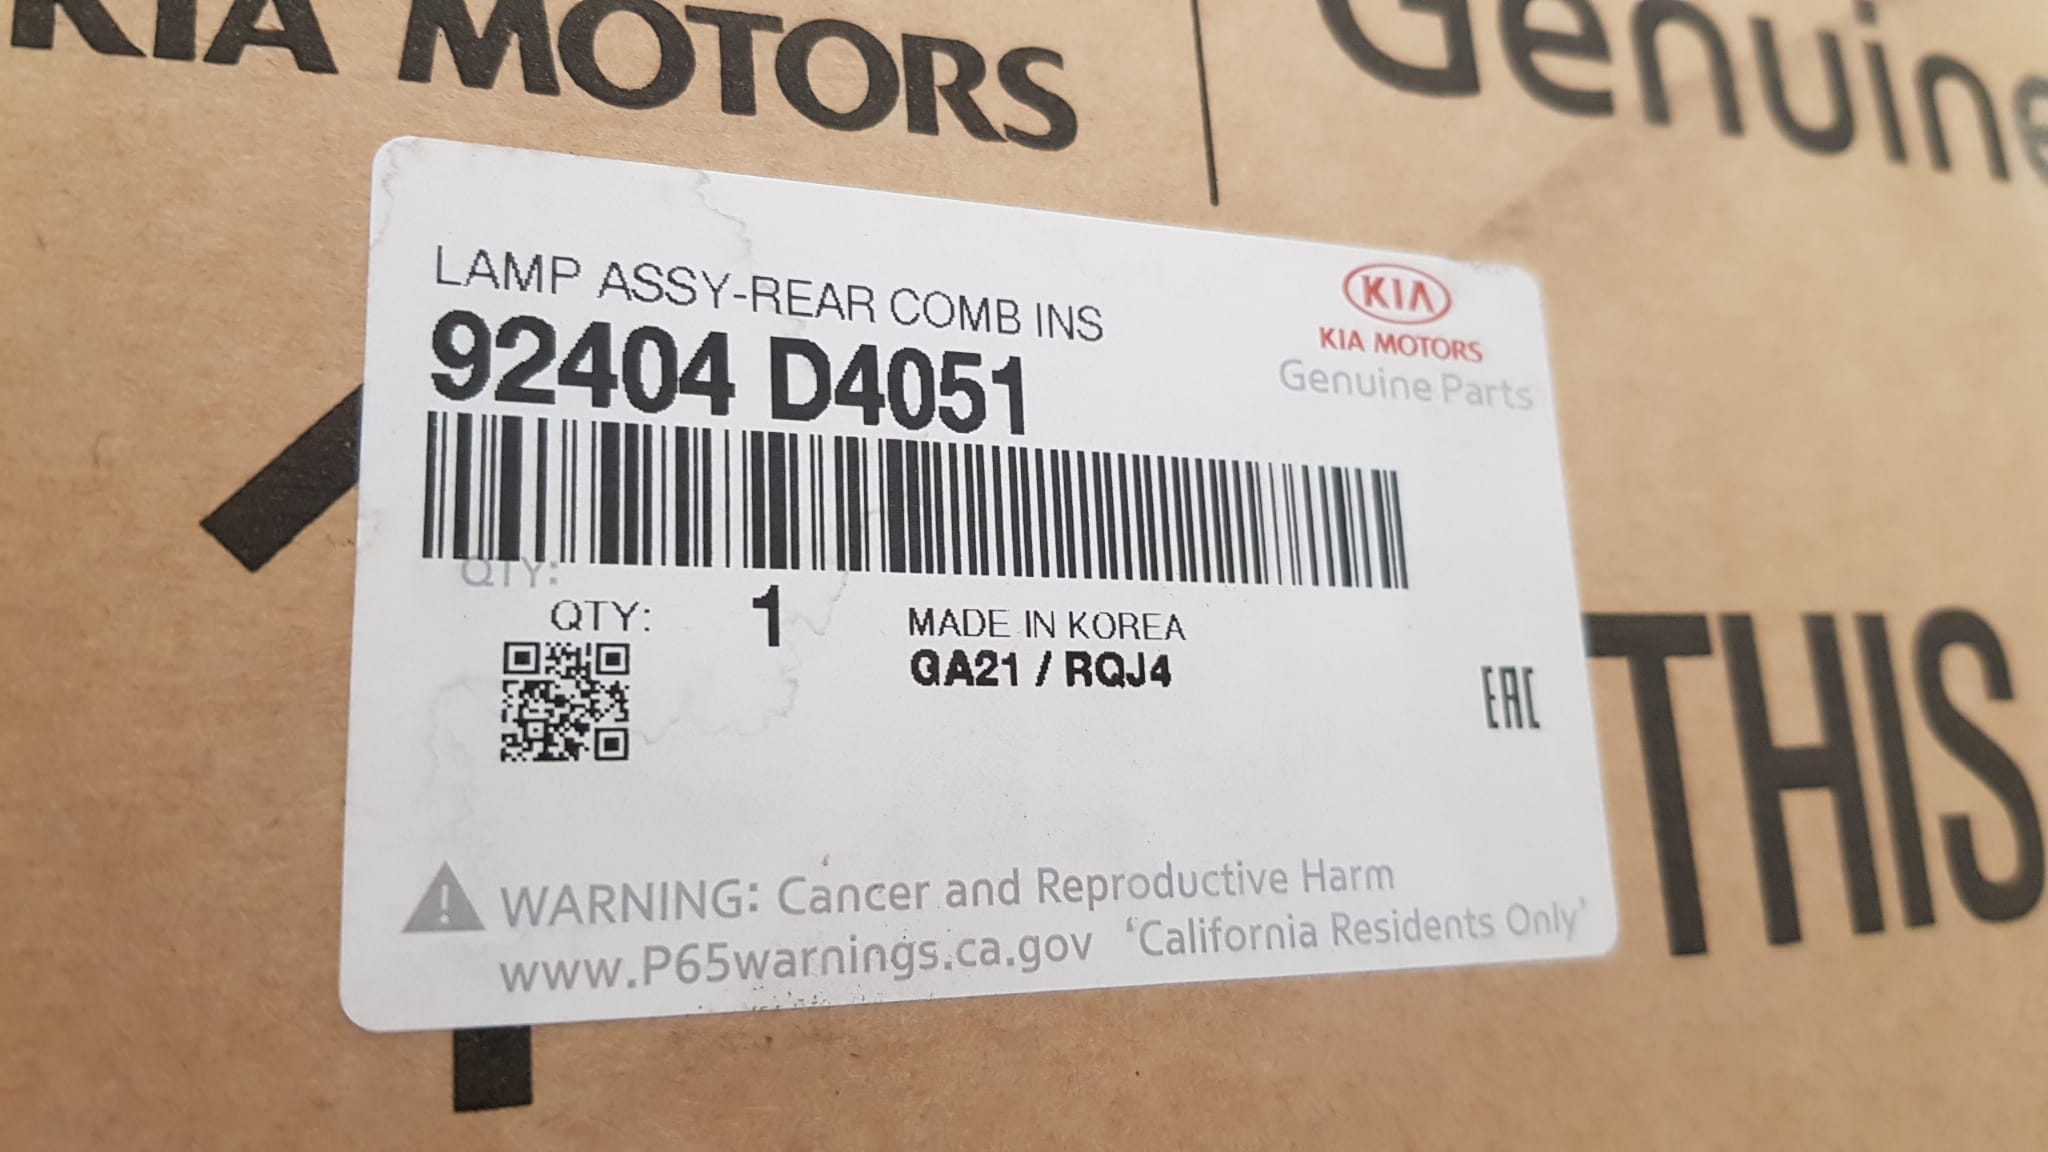 KIA MOTORS
Genuine
LAMP ASSY-REAR COMB INS
92404 D4051
KIA
KIA MOTORS
Genuine Parts
QTY:
QTY: 1
MADE IN KOREA
GA21 / RQJ4
EAC
THIS
WARNING: Cancer and Reproductive Harm
www.P65warnings.ca.gov 'California Residents Only'